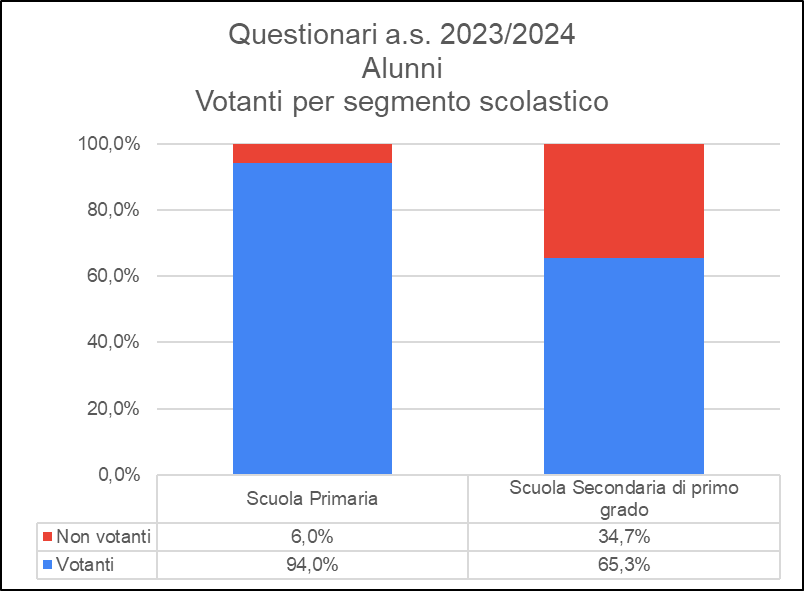 Questionari a.s. 2023/2024
Alunni
Votanti per segmento scolastico
100,0%
80,0%
60,0%
40,0%
20,0%
0,0%
Scuola Primaria
Scuola Secondaria di primo
grado
Non votanti 6,0% 34,7%
Votanti 94,0% 65,3%